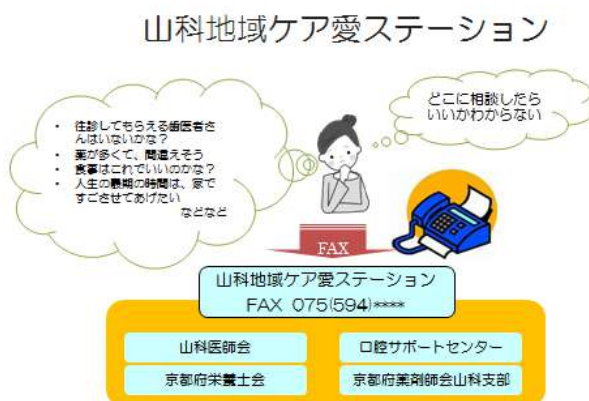 山科地域ケア愛ステーション
• 往診してもらえる歯医者さ
んはいないかな?
• 薬が多くて、間違えそう
• 食事はこれでいいのかな?
• 人生の最期の時間は、家で
すごさせてあげたい
などなど
どこに相談したら
いいかわからない
FAX
山科地域ケア愛ステーション
FAX 075(594)****
山科医師会
口腔サポートセンター
京都府栄養士会
京都府薬剤師会山科支部